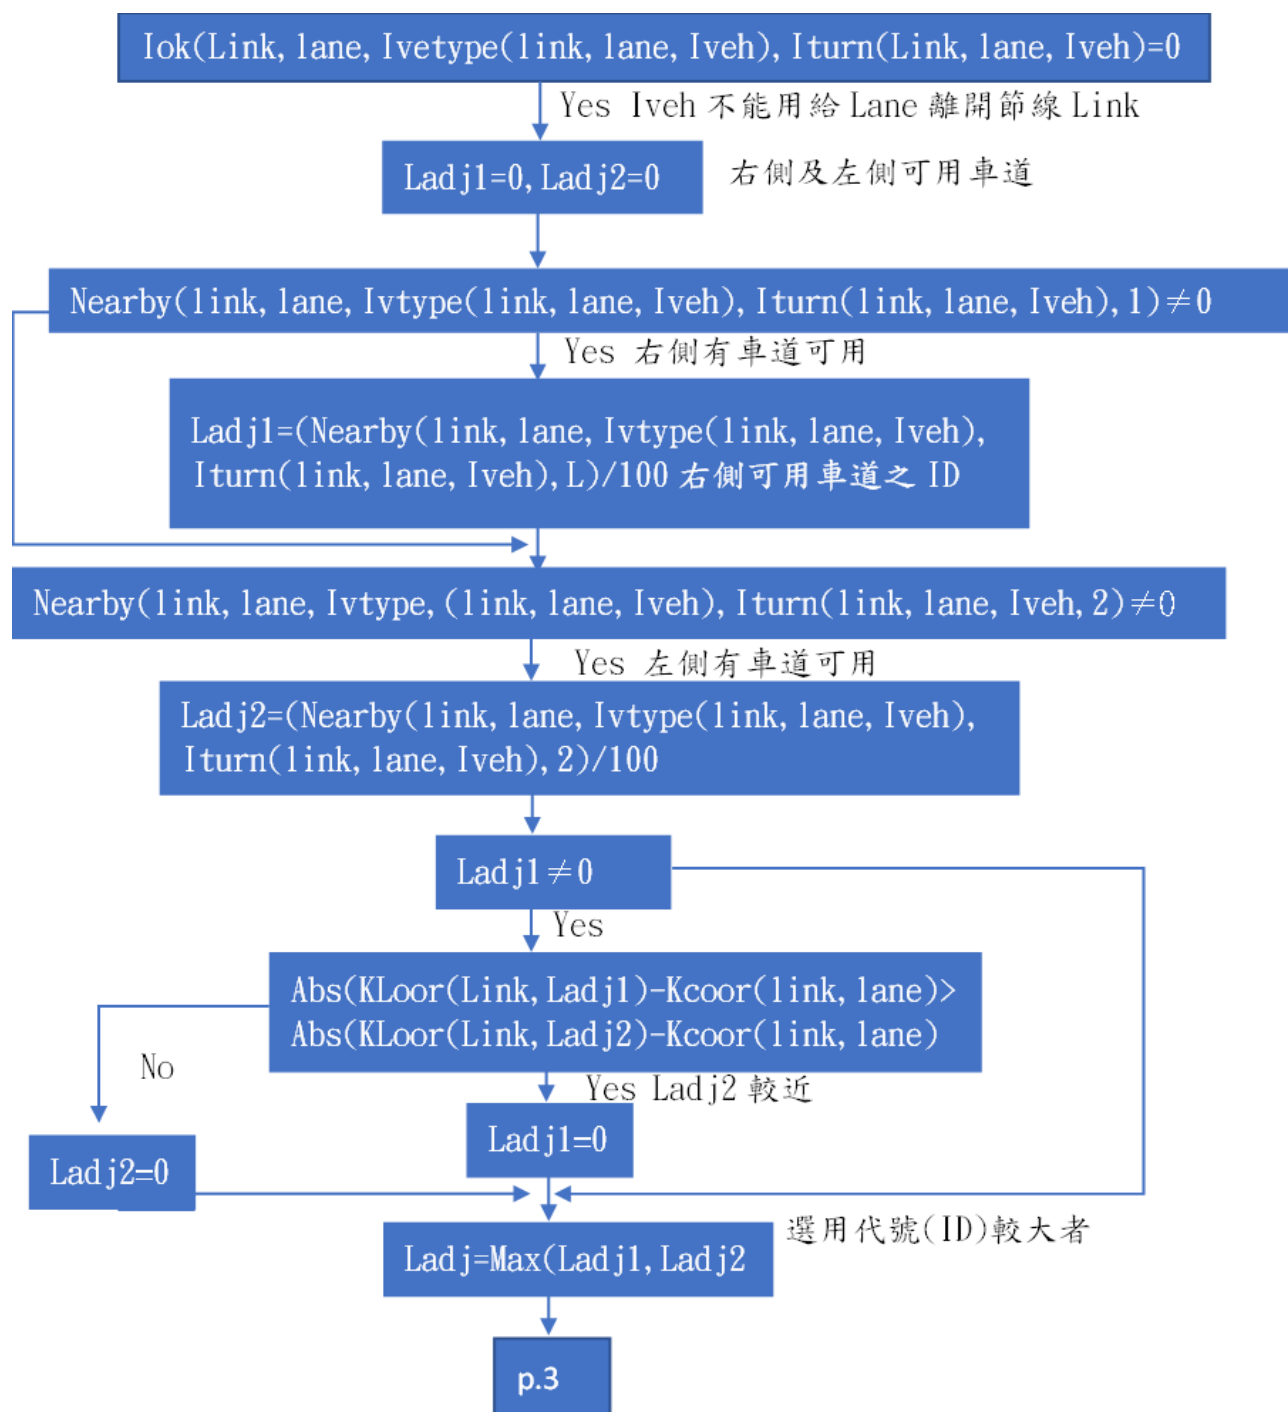 Iok(Link,lane,Ivetype(link,lane,Iveh),Iturn(Link,lane,Iveh)=0
Yes Iveh 不能用給 Lane 離開節線 Link
Ladj1=0,Ladj2=0
右側及左側可用車道
Nearby(link,lane,Ivtype(link,lane,Iveh),Iturn(link,lane,Iveh),1)≠0
Yes 右側有車道可用
Ladj1=(Nearby(link,lane,Ivtype(link,lane,Iveh),
Iturn(link,lane,Iveh),L)/100 右側可用車道之 ID
Nearby(link,lane,Ivtype,(link,lane,Iveh),Iturn(link,lane,Iveh,2)≠0
Yes 左側有車道可用
Ladj2=(Nearby(link,lane,Ivtype(link,lane,Iveh),
Iturn(link,lane,Iveh),2)/100
Ladj1≠0
Yes
Abs(KLoor(Link,Ladj1)-Kcoor(link,lane)>
Abs(KLoor(Link,Ladj2)-Kcoor(link,lane)
No
Yes Ladj2 較近
Ladj1=0
Ladj2=0
選用代號(ID)較大者
Ladj=Max(Ladj1,Ladj2
p.3